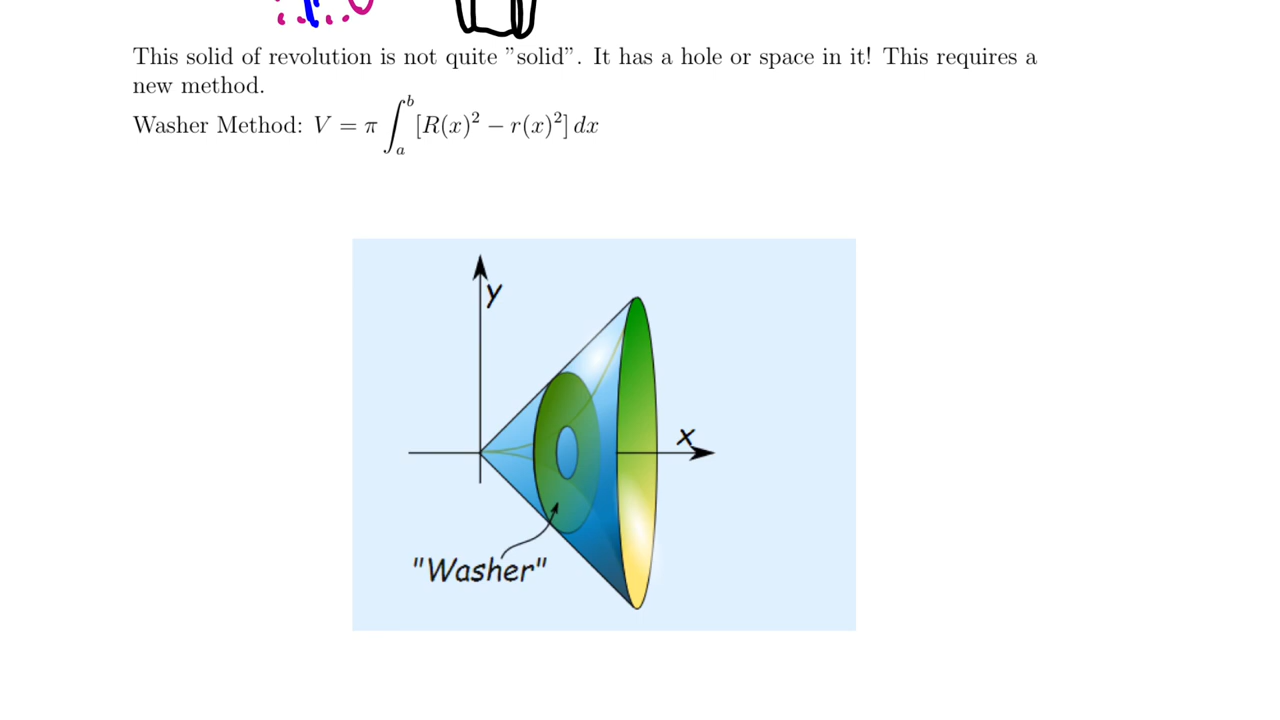 This solid of revolution is not quite ”solid”. It has a hole or space in it! This requires a
new method.
Washer Method: V = π ∫_a^b [R(x)² − r(x)²] dx
y
x
"Washer"